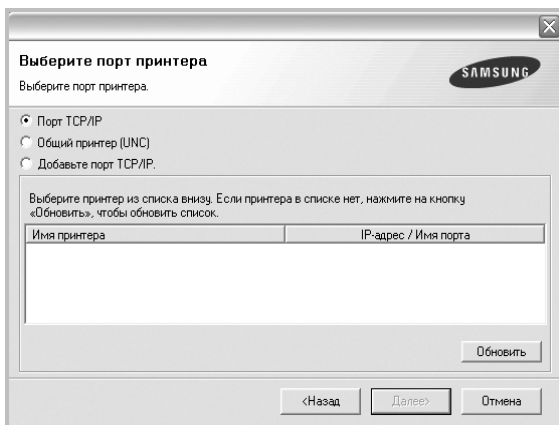 Выберите порт принтера
SAMSUNG
Выберите порт принтера.
Порт TCP/IP
Общий принтер (UNC)
Добавьте порт TCP/IP.
Выберите принтер из списка внизу. Если принтера в списке нет, нажмите на кнопку
«Обновить», чтобы обновить список.
Имя принтера IP-адрес / Имя порта
Обновить
<Назад Далее> Отмена